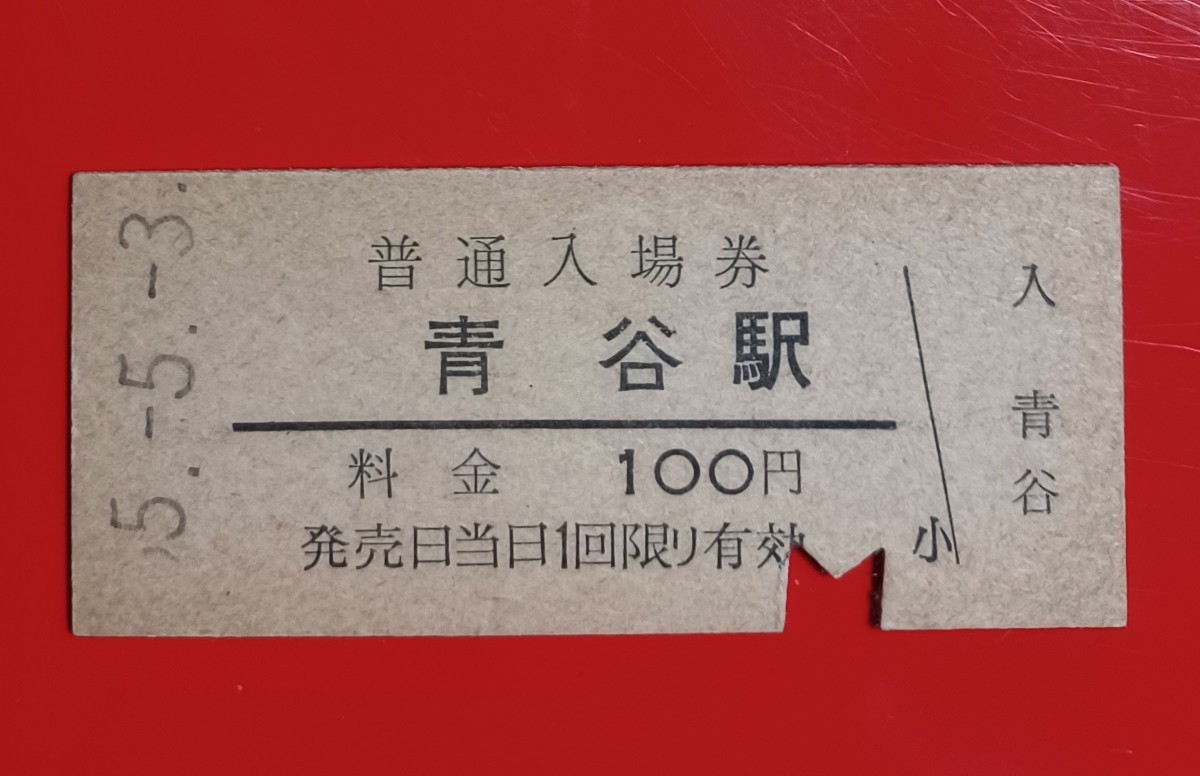 5.-5.-3.
普通入場券
青谷駅
料金 100円
発売日当日1回限り有効
小
入
青谷